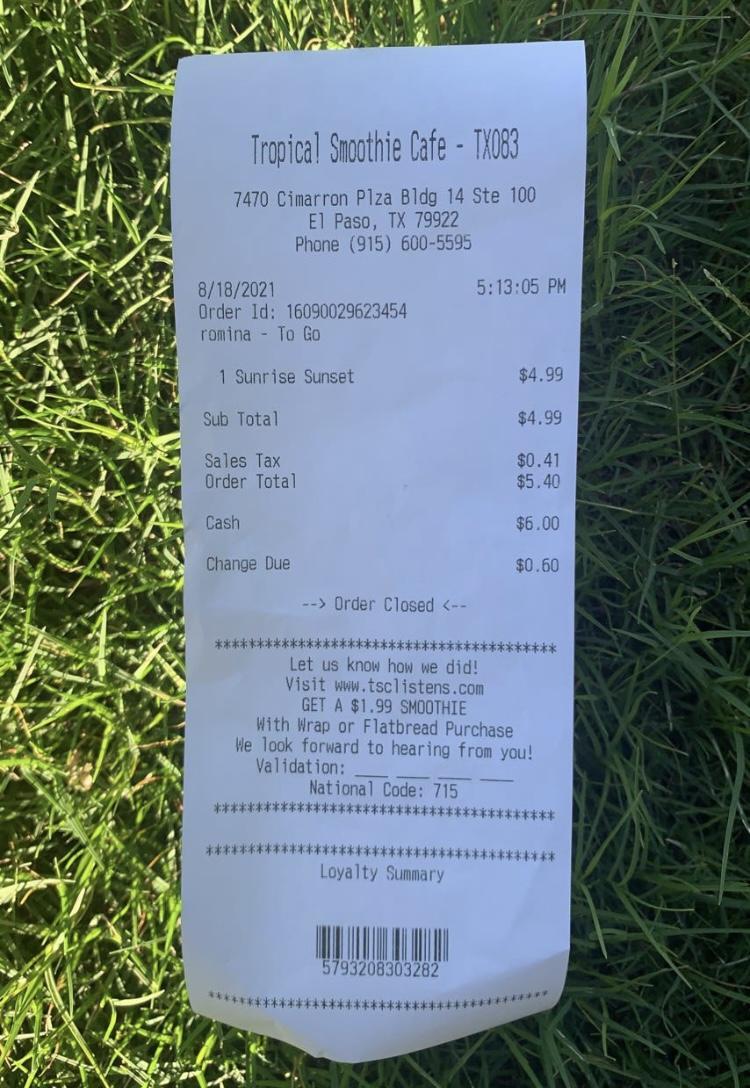 Tropical Smoothie Cafe - TX083
7470 Cimarron Plza Bldg 14 Ste 100
El Paso, TX 79922
Phone (915) 600-5595
8/18/2021 5:13:05 PM
Order Id: 16090029623454
romina - To Go
1 Sunrise Sunset $4.99
Sub Total $4.99
Sales Tax $0.41
Order Total $5.40
Cash $6.00
Change Due $0.60
--> Order Closed <--
****************************************
Let us know how we did!
Visit www.tsclistens.com
GET A $1.99 SMOOTHIE
With Wrap or Flatbread Purchase
We look forward to hearing from you!
Validation: ___ ___ ___ ___
National Code: 715
****************************************
****************************************
Loyalty Summary
5793208303282
****************************************